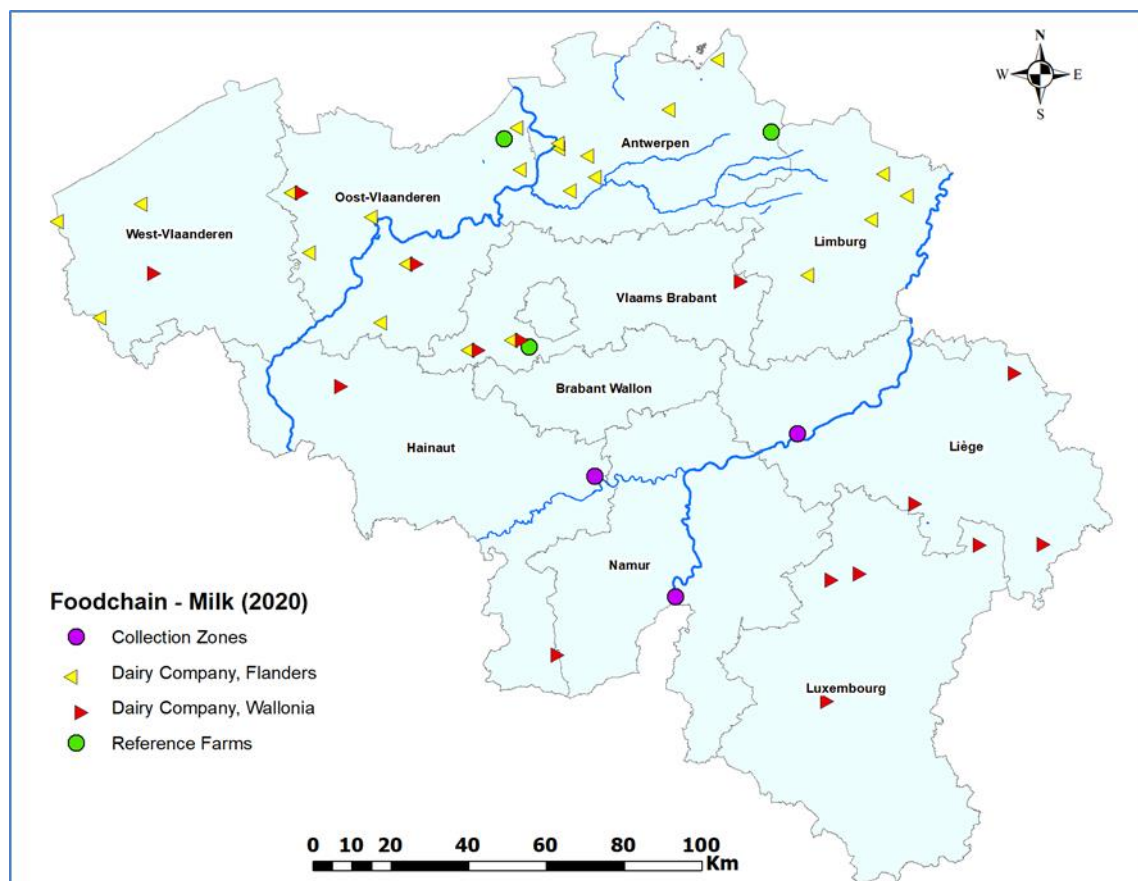 N
W E
S
Antwerpen
Oost-Vlaanderen
West-Vlaanderen
Limburg
Vlaams Brabant
Brabant Wallon
Hainaut
Liège
Namur
Luxembourg
Foodchain - Milk (2020)
Collection Zones
Dairy Company, Flanders
Dairy Company, Wallonia
Reference Farms
0 10 20 40 60 80 100
Km